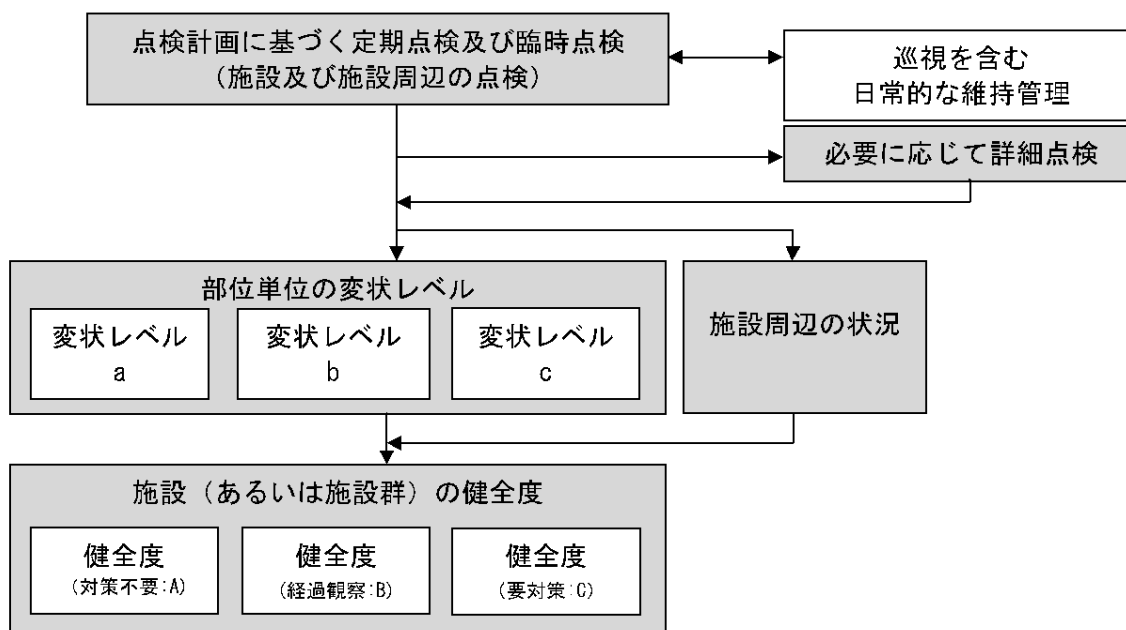 点検計画に基づく定期点検及び臨時点検
(施設及び施設周辺の点検)
巡視を含む
日常的な維持管理
必要に応じて詳細点検
部位単位の変状レベル
変状レベル
a
変状レベル
b
変状レベル
c
施設周辺の状況
施設（あるいは施設群）の健全度
健全度
(対策不要:A)
健全度
(経過観察:B)
健全度
(要対策:C)